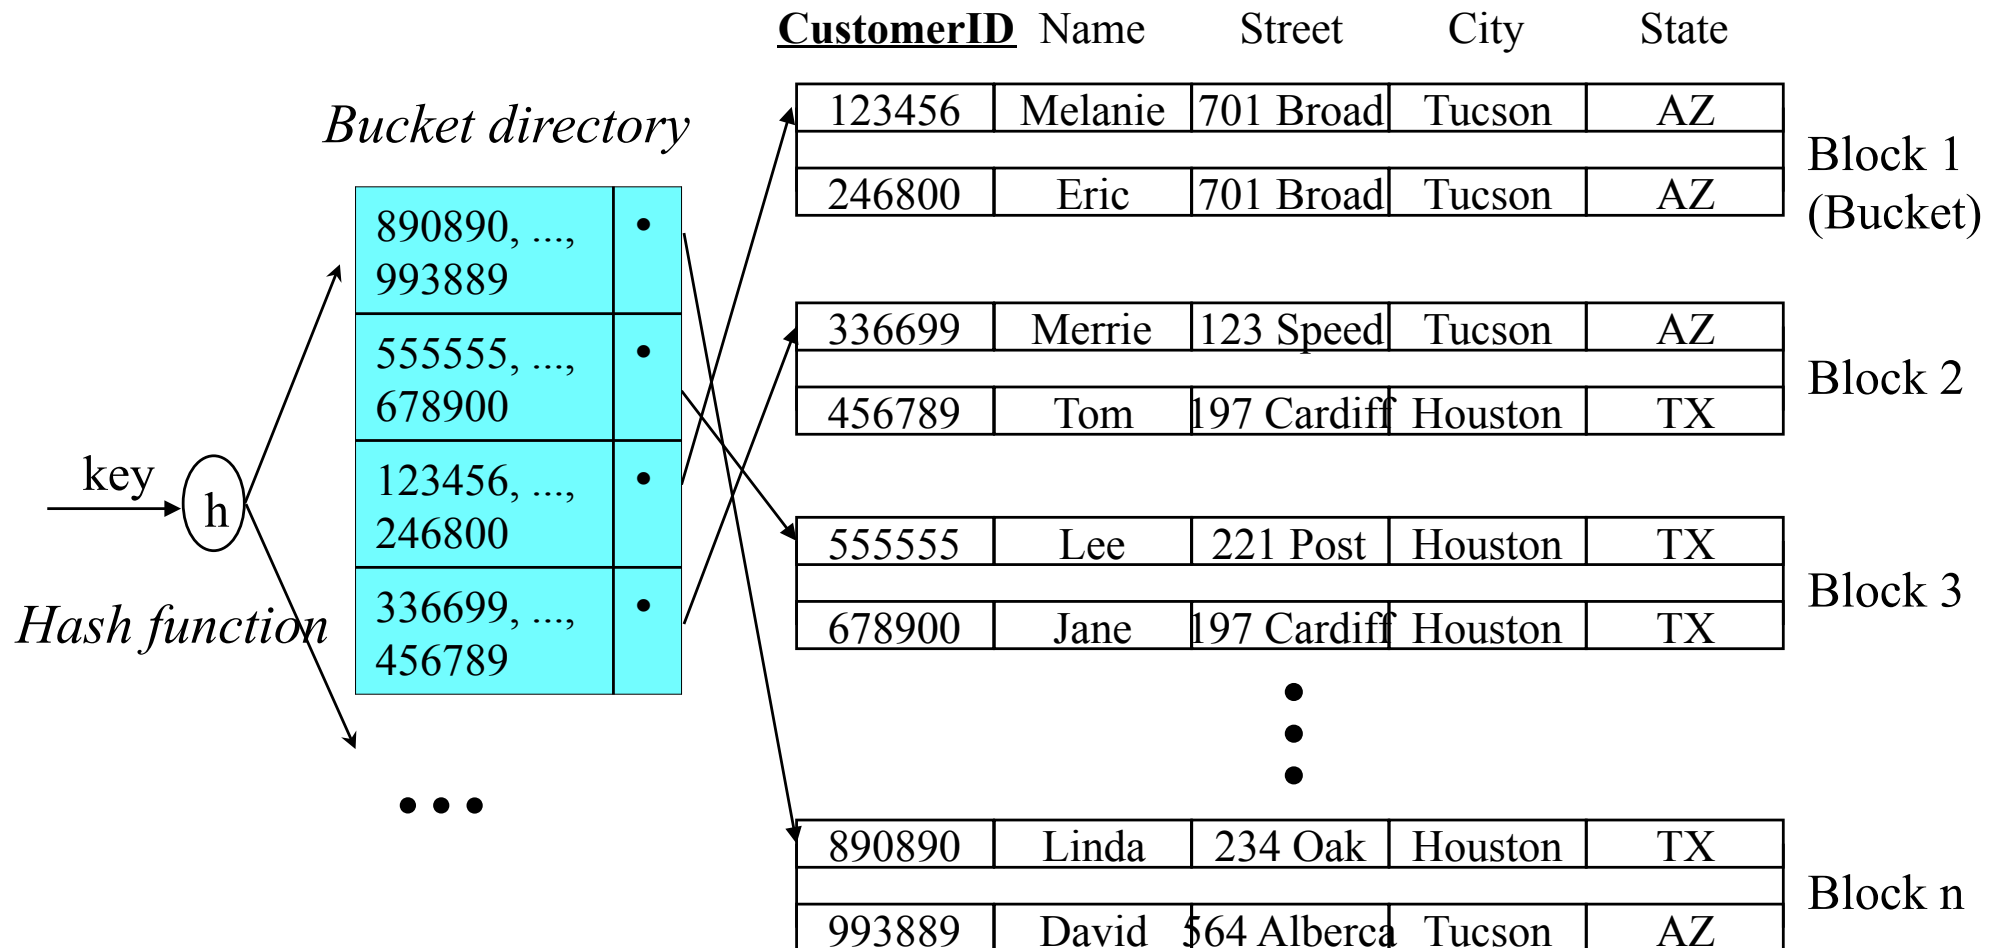 CustomerID Name Street City State
Bucket directory
890890, ...,
993889
555555, ...,
678900
123456, ...,
246800
336699, ...,
456789
key
h
Hash function
...
123456 Melanie 701 Broad Tucson AZ
246800 Eric 701 Broad Tucson AZ
Block 1
(Bucket)
336699 Merrie 123 Speed Tucson AZ
456789 Tom 197 Cardiff Houston TX
Block 2
555555 Lee 221 Post Houston TX
678900 Jane 197 Cardiff Houston TX
Block 3
890890 Linda 234 Oak Houston TX
993889 David 564 Alberca Tucson AZ
Block n